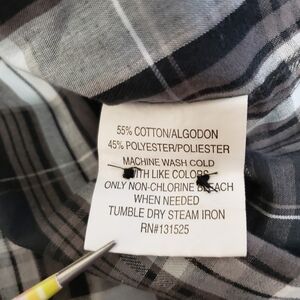 55% COTTON/ALGODON
45% POLYESTER/POLIESTER
MACHINE WASH COLD
WITH LIKE COLORS
ONLY NON-CHLORINE BLEACH
WHEN NEEDED
TUMBLE DRY STEAM IRON
RN#131525